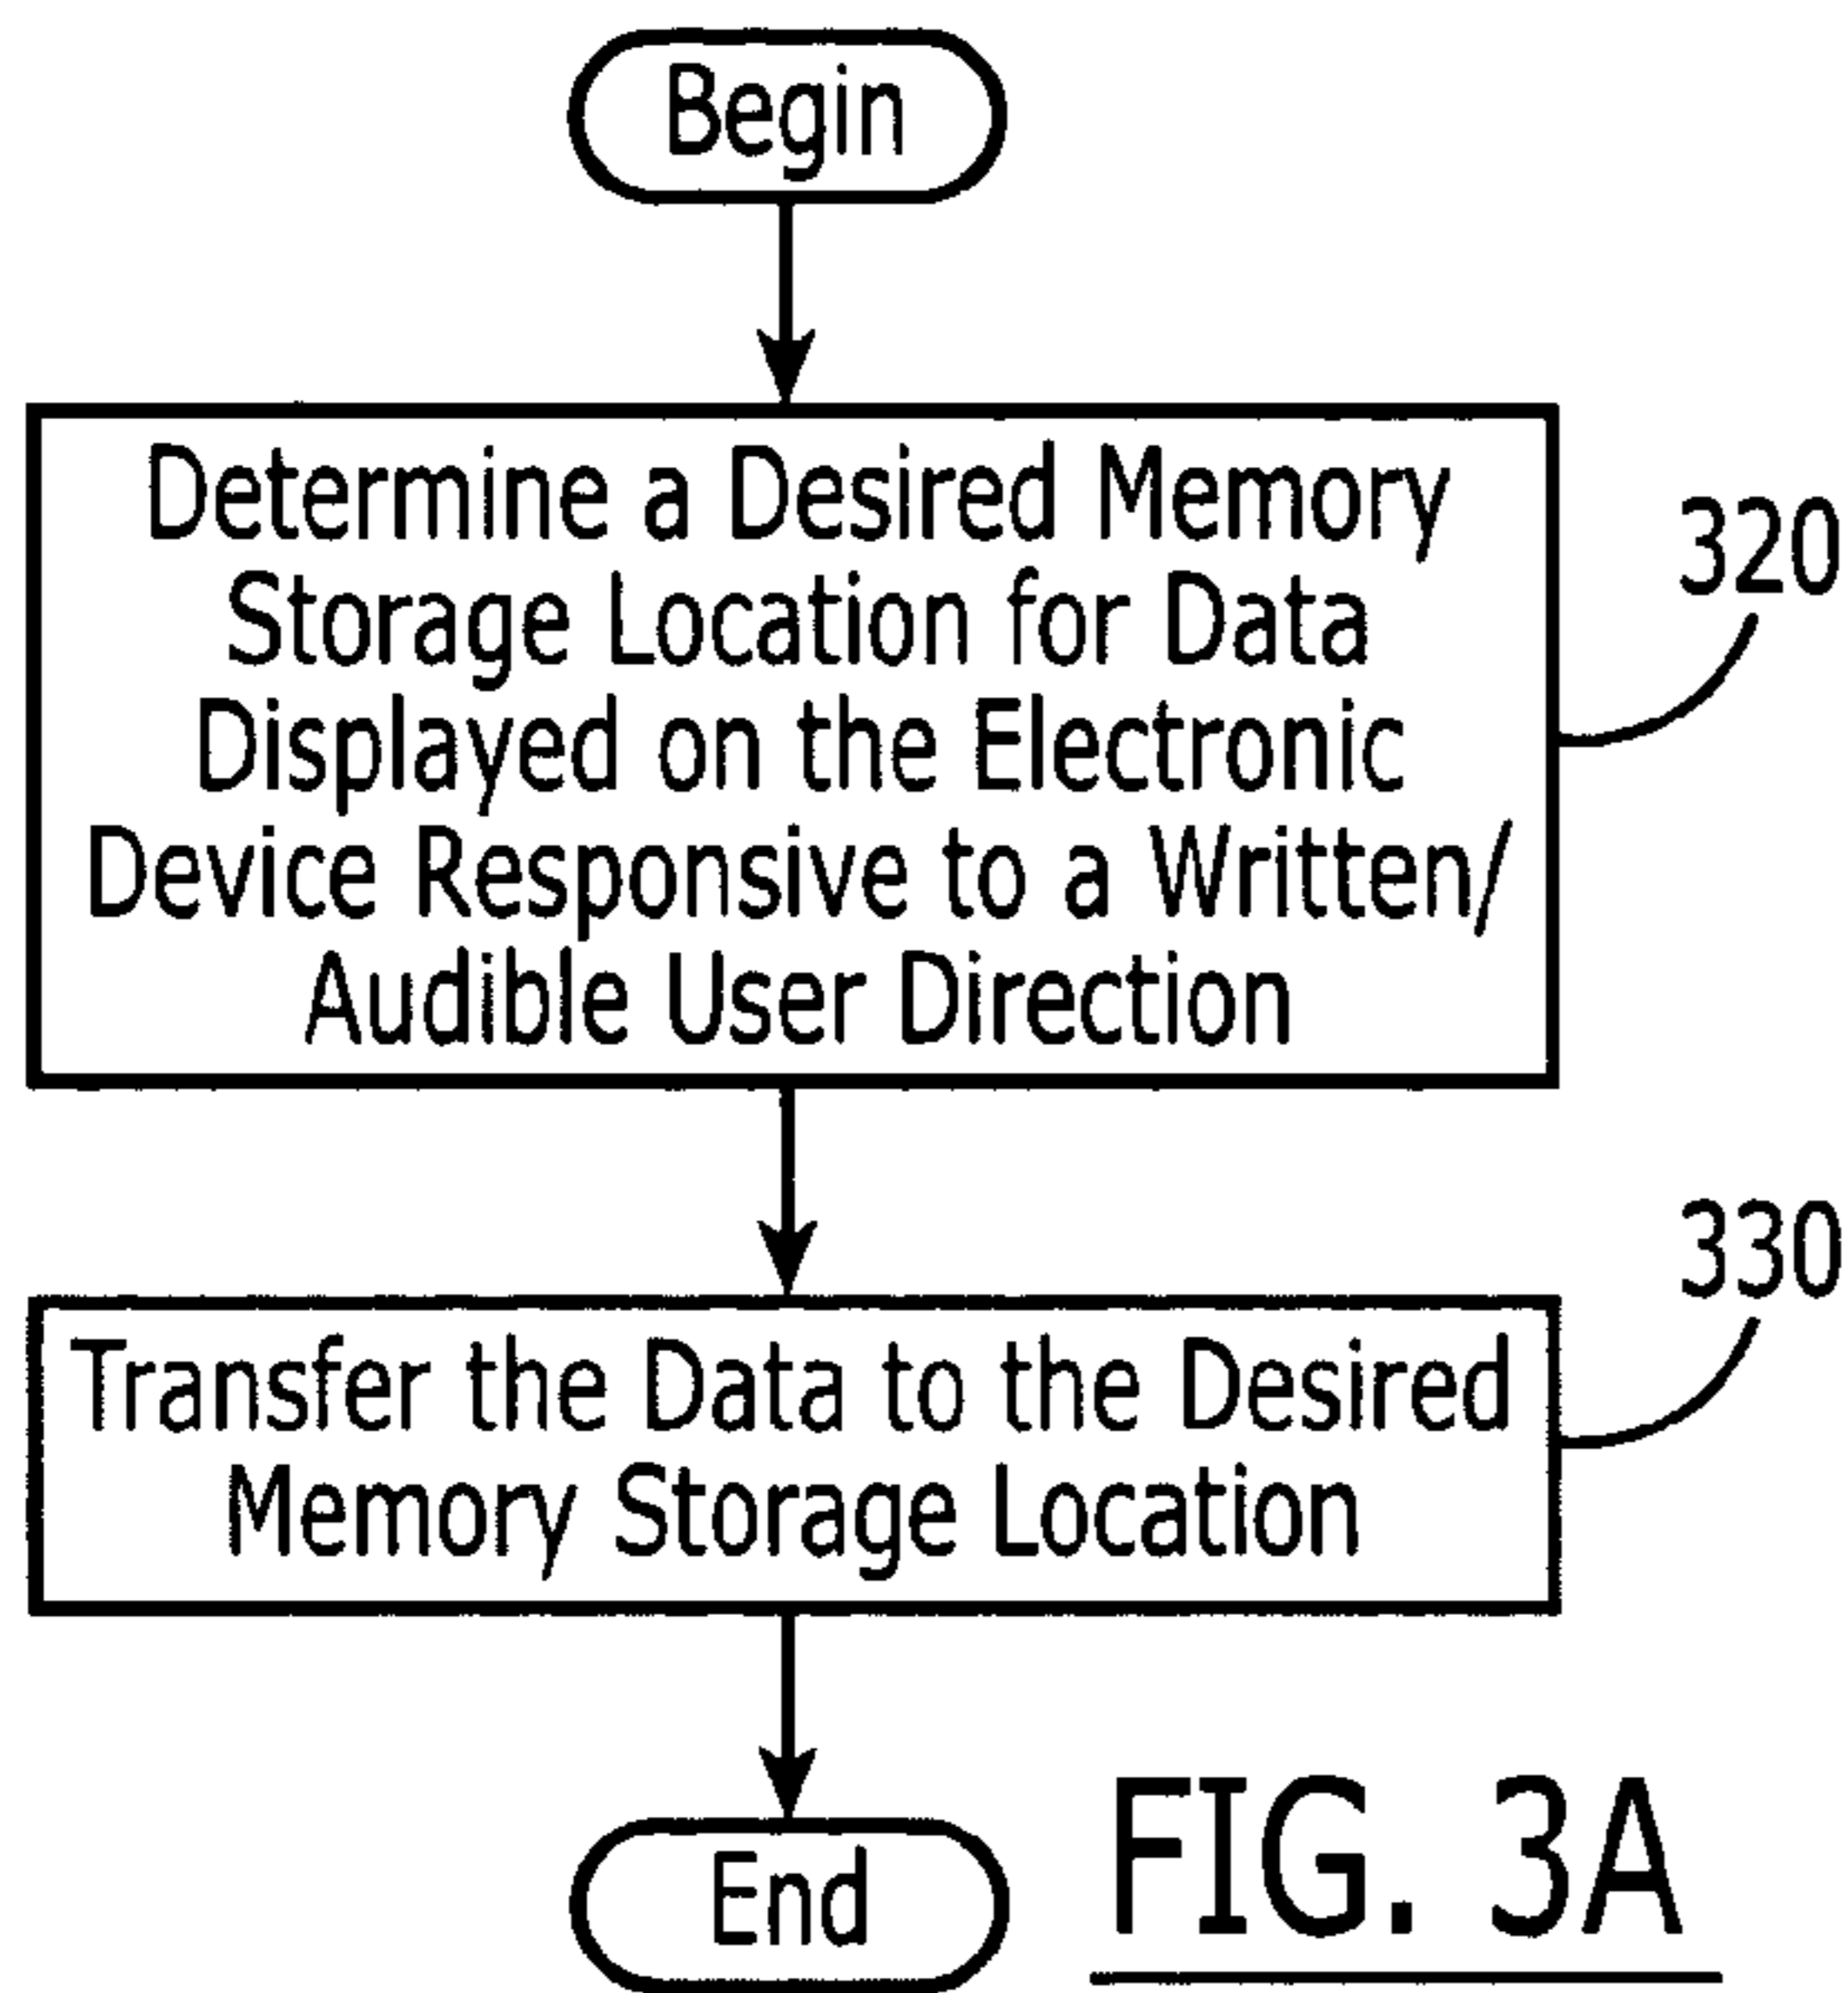 Begin
Determine a Desired Memory
Storage Location for Data
Displayed on the Electronic
Device Responsive to a Written/
Audible User Direction
320
Transfer the Data to the Desired
Memory Storage Location
330
End
FIG. 3A